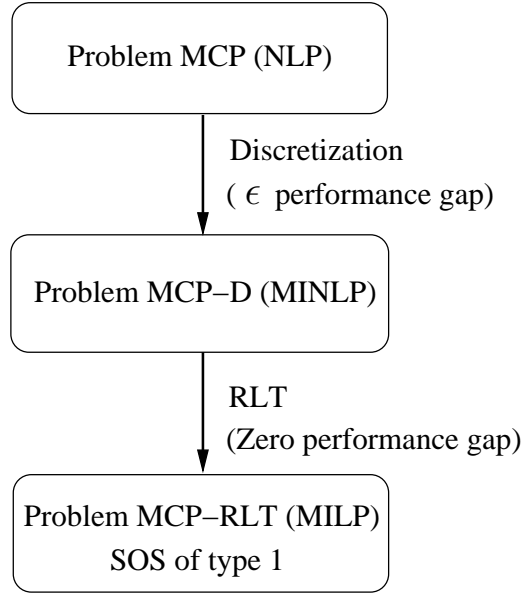 Problem MCP (NLP)
Discretization
( ϵ performance gap)
Problem MCP–D (MINLP)
RLT
(Zero performance gap)
Problem MCP–RLT (MILP)
SOS of type 1